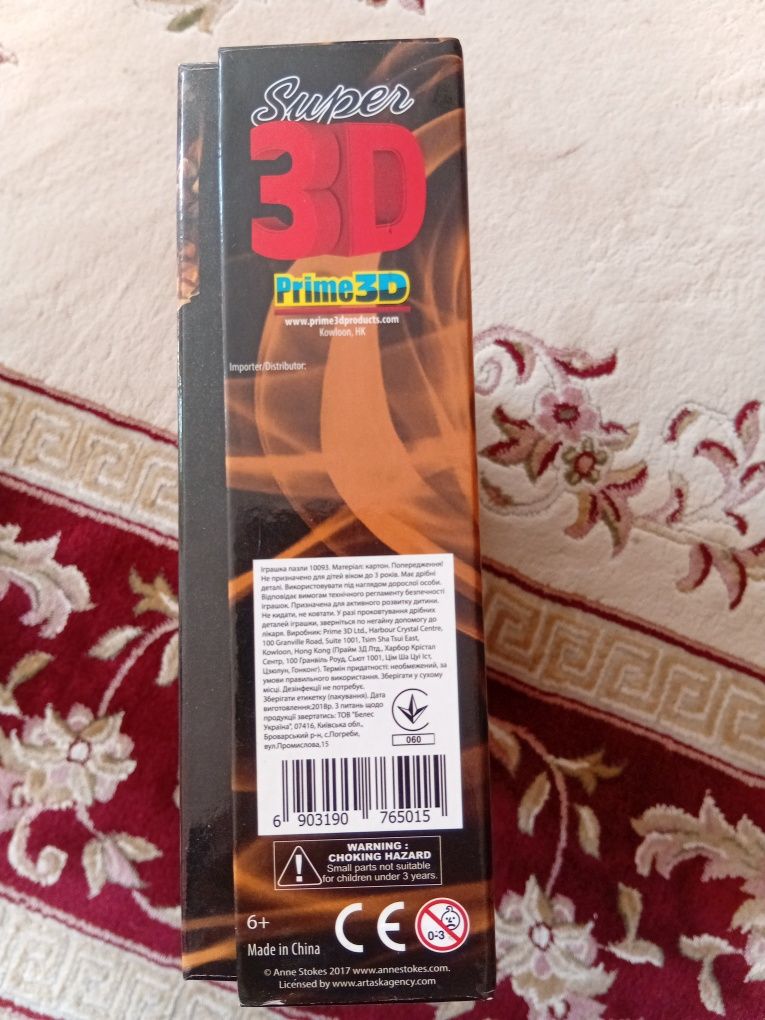 Super
3D
Prime3D
www.prime3dproducts.com
Kowloon, HK
Importer/Distributor:
Іграшка пазли 10093. Матеріал: картон. Попередження!
Не призначено для дітей віком до 3 років. Має дрібні
деталі. Використовувати під наглядом дорослої особи.
Відповідає вимогам технічного регламенту безпечності
іграшок. Призначена для активного розвитку дитини.
Не кидати, не ковтати. У разі проковтування дрібних
деталей іграшки, зверніться по негайну допомогу до
лікаря. Виробник: Prime 3D Ltd., Harbour Crystal Centre,
100 Granville Road, Suite 1001, Tsim Sha Tsui East,
Kowloon, Hong Kong (Прайм 3Д Лтд., Харбор Крістал
Сентр, 100 Гранвіль Роуд, Сьют 1001, Цім Ша Цуі Іст,
Цзюлун, Гонконг). Термін придатності: необмежений, за
умови правильного використання. Зберігати у сухому
місці. Дезінфекції не потребує.
Зберігати етикетку (пакування). Дата
виготовлення:2018р. З питань щодо
продукції звертатись: ТОВ "Белес
Україна", 07416, Київська обл.,
Броварський р-н, с.Погреби,
вул.Промислова,15
060
6 903190 765015
WARNING :
CHOKING HAZARD
Small parts not suitable
for children under 3 years.
6+
CE
0-3
Made in China
© Anne Stokes 2017 www.annestokes.com.
Licensed by www.artaskagency.com